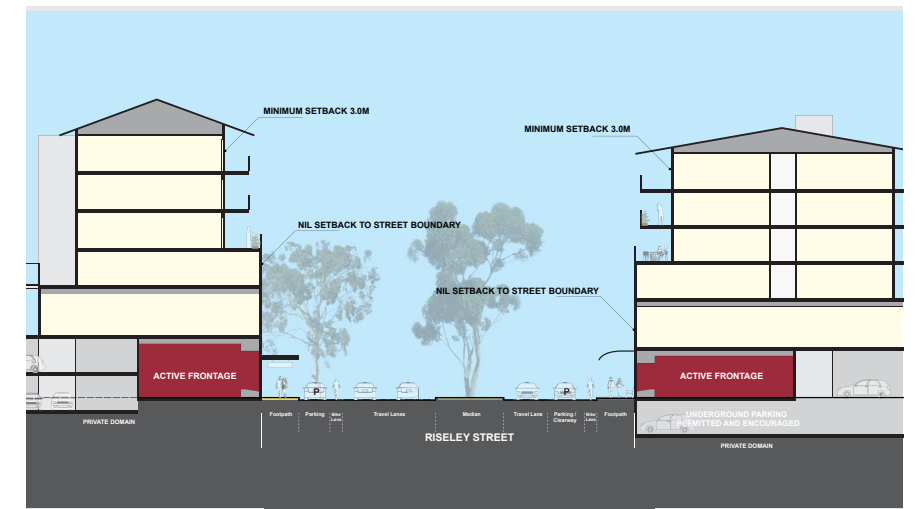 MINIMUM SETBACK 3.0M
MINIMUM SETBACK 3.0M
NIL SETBACK TO STREET BOUNDARY
NIL SETBACK TO STREET BOUNDARY
ACTIVE FRONTAGE
ACTIVE FRONTAGE
P
P
Footpath
Parking
Bike Lane
Travel Lanes
Median
Travel Lane
Parking /
Clearway
Bike Lane
Footpath
UNDERGROUND PARKING
PERMITTED AND ENCOURAGED
PRIVATE DOMAIN
RISELEY STREET
PRIVATE DOMAIN